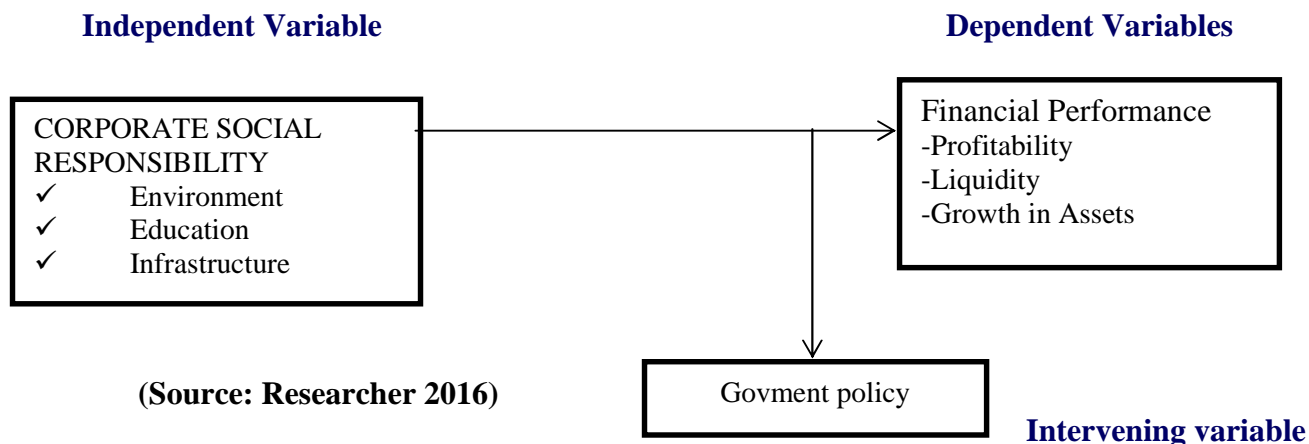 Independent Variable
Dependent Variables
CORPORATE SOCIAL
RESPONSIBILITY
✓ Environment
✓ Education
✓ Infrastructure
Financial Performance
-Profitability
-Liquidity
-Growth in Assets
(Source: Researcher 2016)
Govment policy
Intervening variable